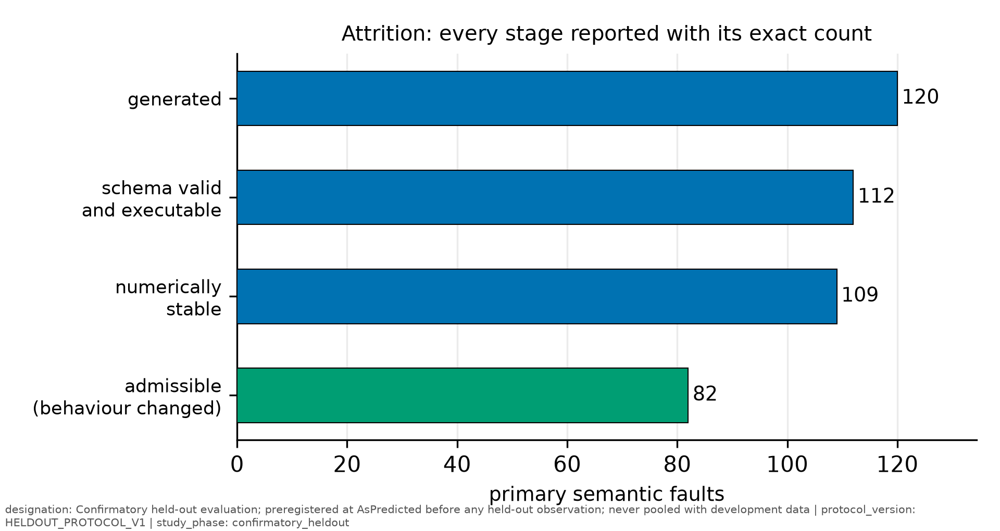 Attrition: every stage reported with its exact count
generated
120
schema valid
and executable
112
numerically
stable
109
admissible
(behaviour changed)
82
0 20 40 60 80 100 120
primary semantic faults
designation: Confirmatory held-out evaluation; preregistered at AsPredicted before any held-out observation; never pooled with development data | protocol_version:
HELDOUT_PROTOCOL_V1 | study_phase: confirmatory_heldout